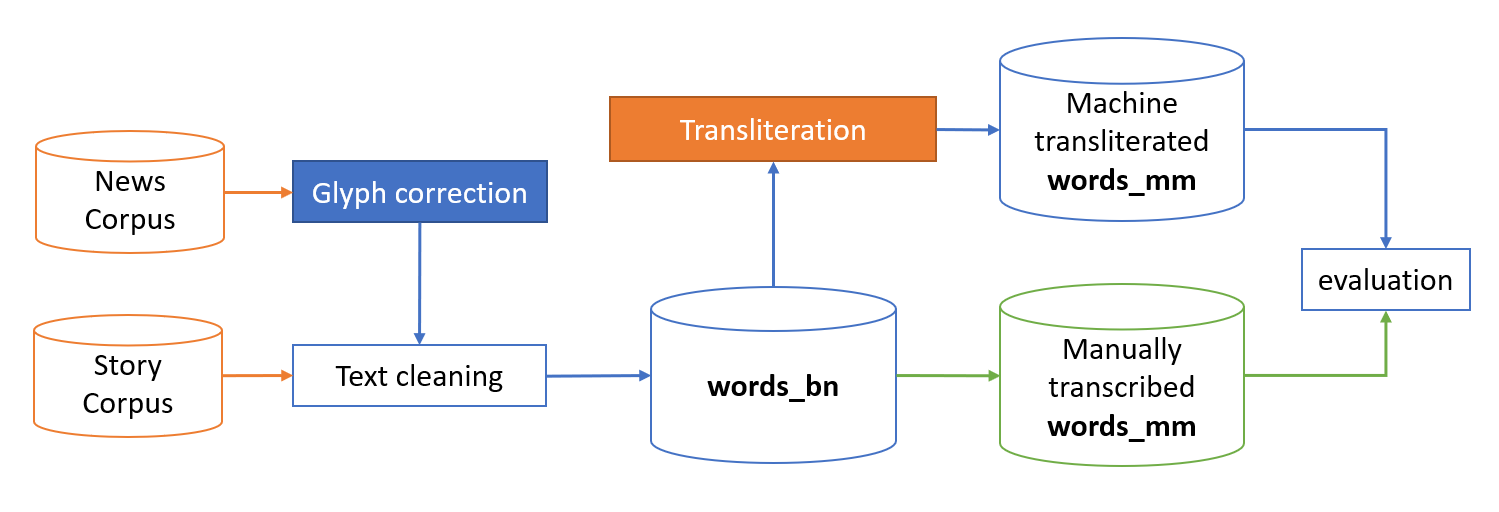 News
Corpus
Glyph correction
Story
Corpus
Text cleaning
words_bn
Transliteration
Machine
transliterated
words_mm
Manually
transcribed
words_mm
evaluation